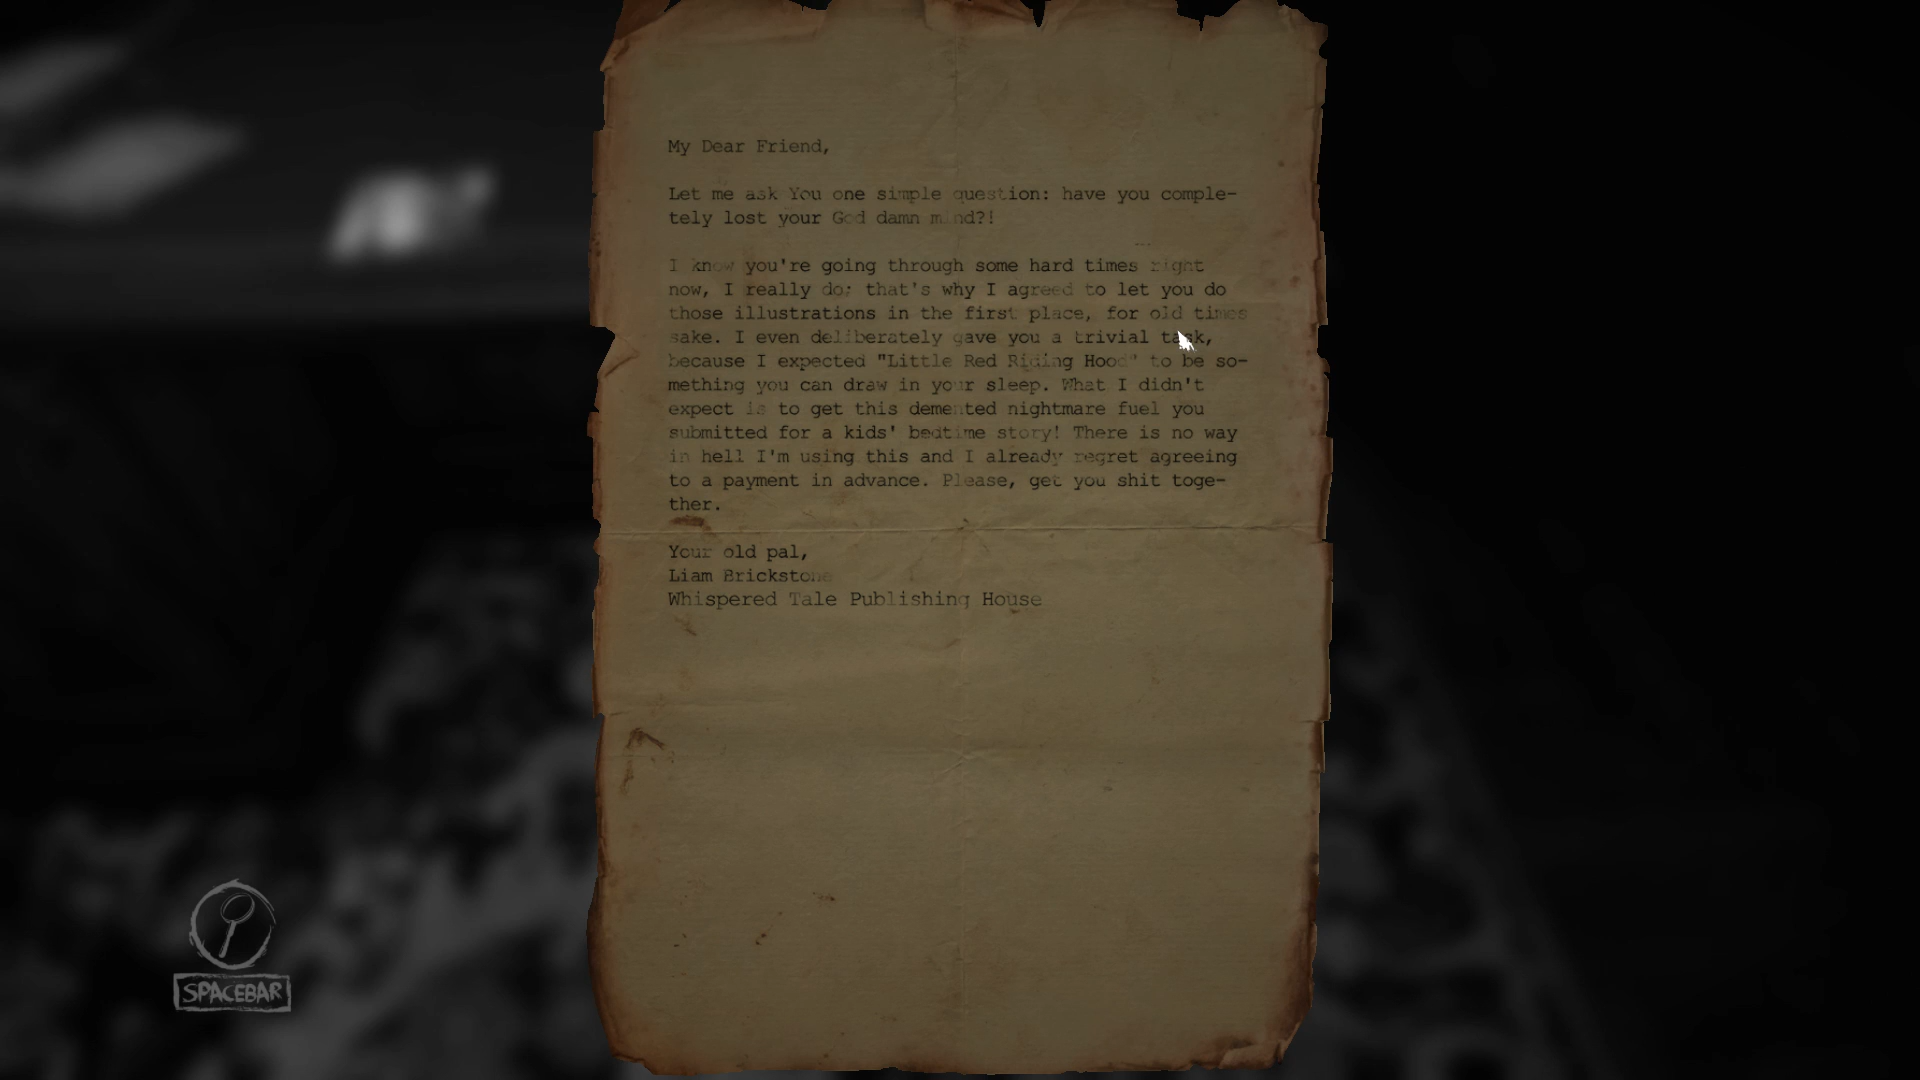 My Dear Friend,
Let me ask You one simple question: have you comple-
tely lost your God damn mind?!
I know you're going through some hard times right
now, I really do; that's why I agreed to let you do
those illustrations in the first place, for old times
sake. I even deliberately gave you a trivial task,
because I expected "Little Red Riding Hood" to be so-
mething you can draw in your sleep. What I didn't
expect is to get this demented nightmare fuel you
submitted for a kids' bedtime story! There is no way
in hell I'm using this and I already regret agreeing
to a payment in advance. Please, get you shit toge-
ther.
Your old pal,
Liam Brickstone
Whispered Tale Publishing House
SPACEBAR